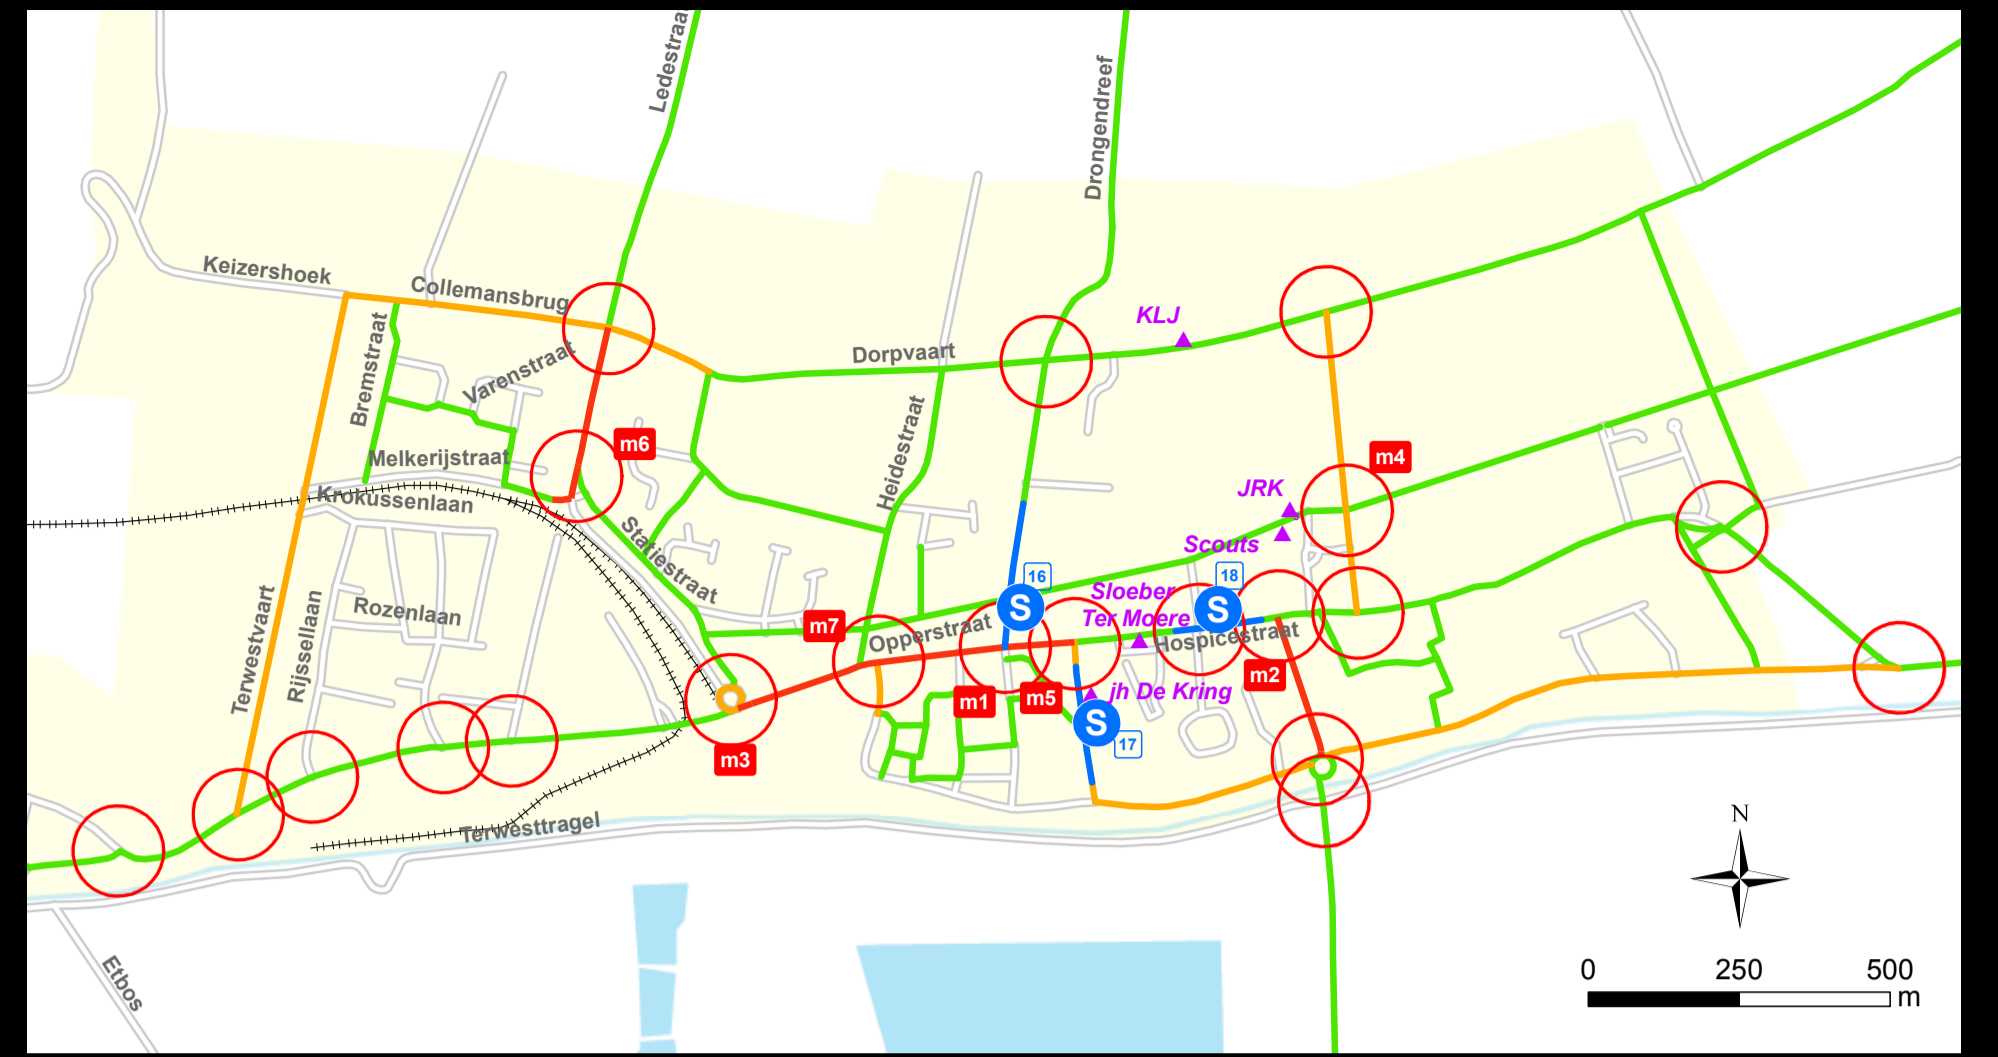 Ledestraat
Drongendreef
Keizershoek
Collemansbrug
KLJ
Bremstraat
Varenstraat
Dorpvaart
Heidestraat
m6
m4
Melkerijstraat
Krokussenlaan
JRK
Statiestraat
Scouts
16
18
S
S
Sloeber
Ter Moere
Rozenlaan
Rijssellaan
Terwestvaart
m7
Opperstraat
Hospicestraat
m2
m1
m5
jh De Kring
S
17
m3
Terwesttragel
Etbos
N
0 250 500
m